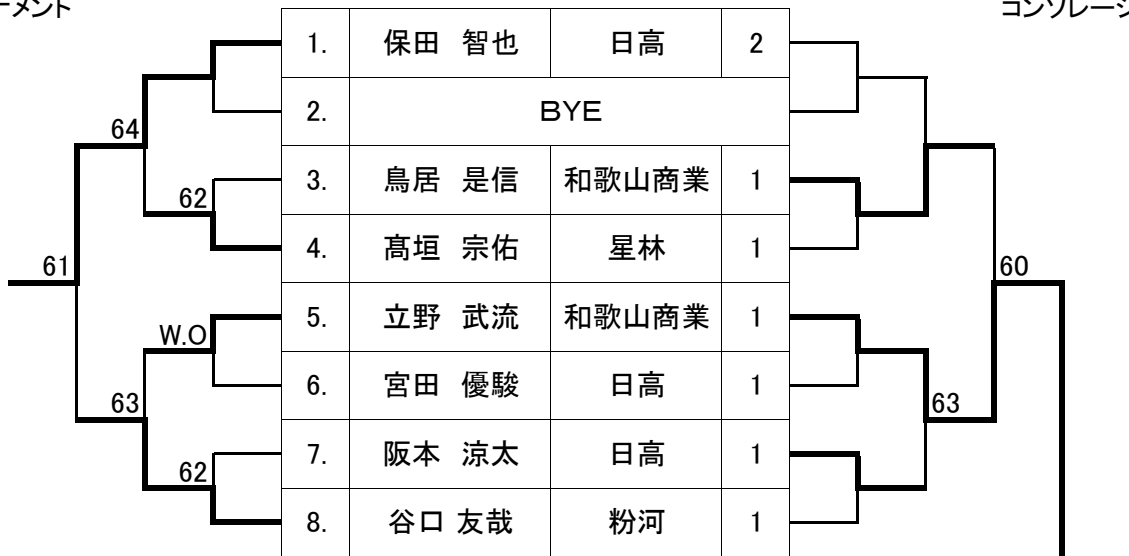 ーメント
コンソレーシ
1. 保田 智也 日高 2
2. BYE
64
3. 鳥居 是信 和歌山商業 1
62
4. 髙垣 宗佑 星林 1
61
60
5. 立野 武流 和歌山商業 1
W.O
6. 宮田 優駿 日高 1
63
63
7. 阪本 涼太 日高 1
62
8. 谷口 友哉 粉河 1